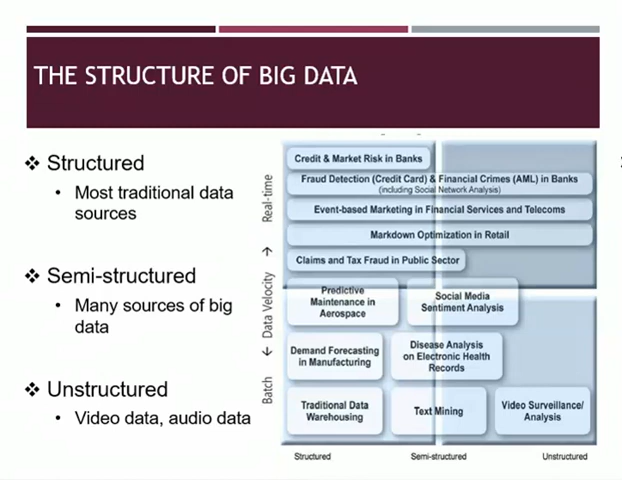 THE STRUCTURE OF BIG DATA
❖ Structured
• Most traditional data
sources
❖ Semi-structured
• Many sources of big
data
❖ Unstructured
• Video data, audio data
Batch ← Data Velocity → Real-time
Credit & Market Risk in Banks
Fraud Detection (Credit Card) & Financial Crimes (AML) in Banks
(including Social Network Analysis)
Event-based Marketing in Financial Services and Telecoms
Markdown Optimization in Retail
Claims and Tax Fraud in Public Sector
Predictive
Maintenance in
Aerospace
Social Media
Sentiment Analysis
Demand Forecasting
in Manufacturing
Disease Analysis
on Electronic Health
Records
Traditional Data
Warehousing
Text Mining
Video Surveillance/
Analysis
Structured
Semi-structured
Unstructured